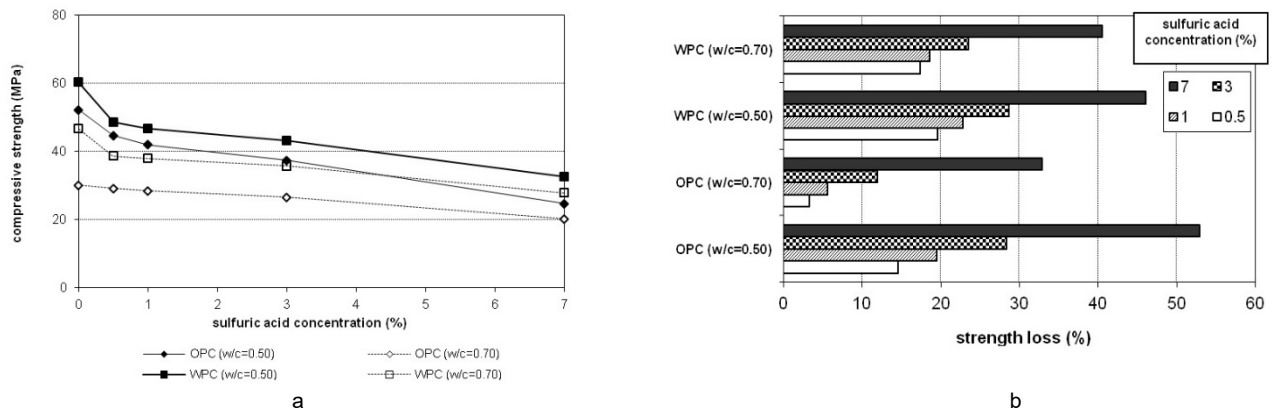 80
60
40
20
0
compressive strength (MPa)
0 1 2 3 4 5 6 7
sulfuric acid concentration (%)
OPC (w/c=0.50) OPC (w/c=0.70)
WPC (w/c=0.50) WPC (w/c=0.70)
a
WPC (w/c=0.70)
WPC (w/c=0.50)
OPC (w/c=0.70)
OPC (w/c=0.50)
0 10 20 30 40 50 60
strength loss (%)
sulfuric acid
concentration (%)
7 3
1 0.5
b